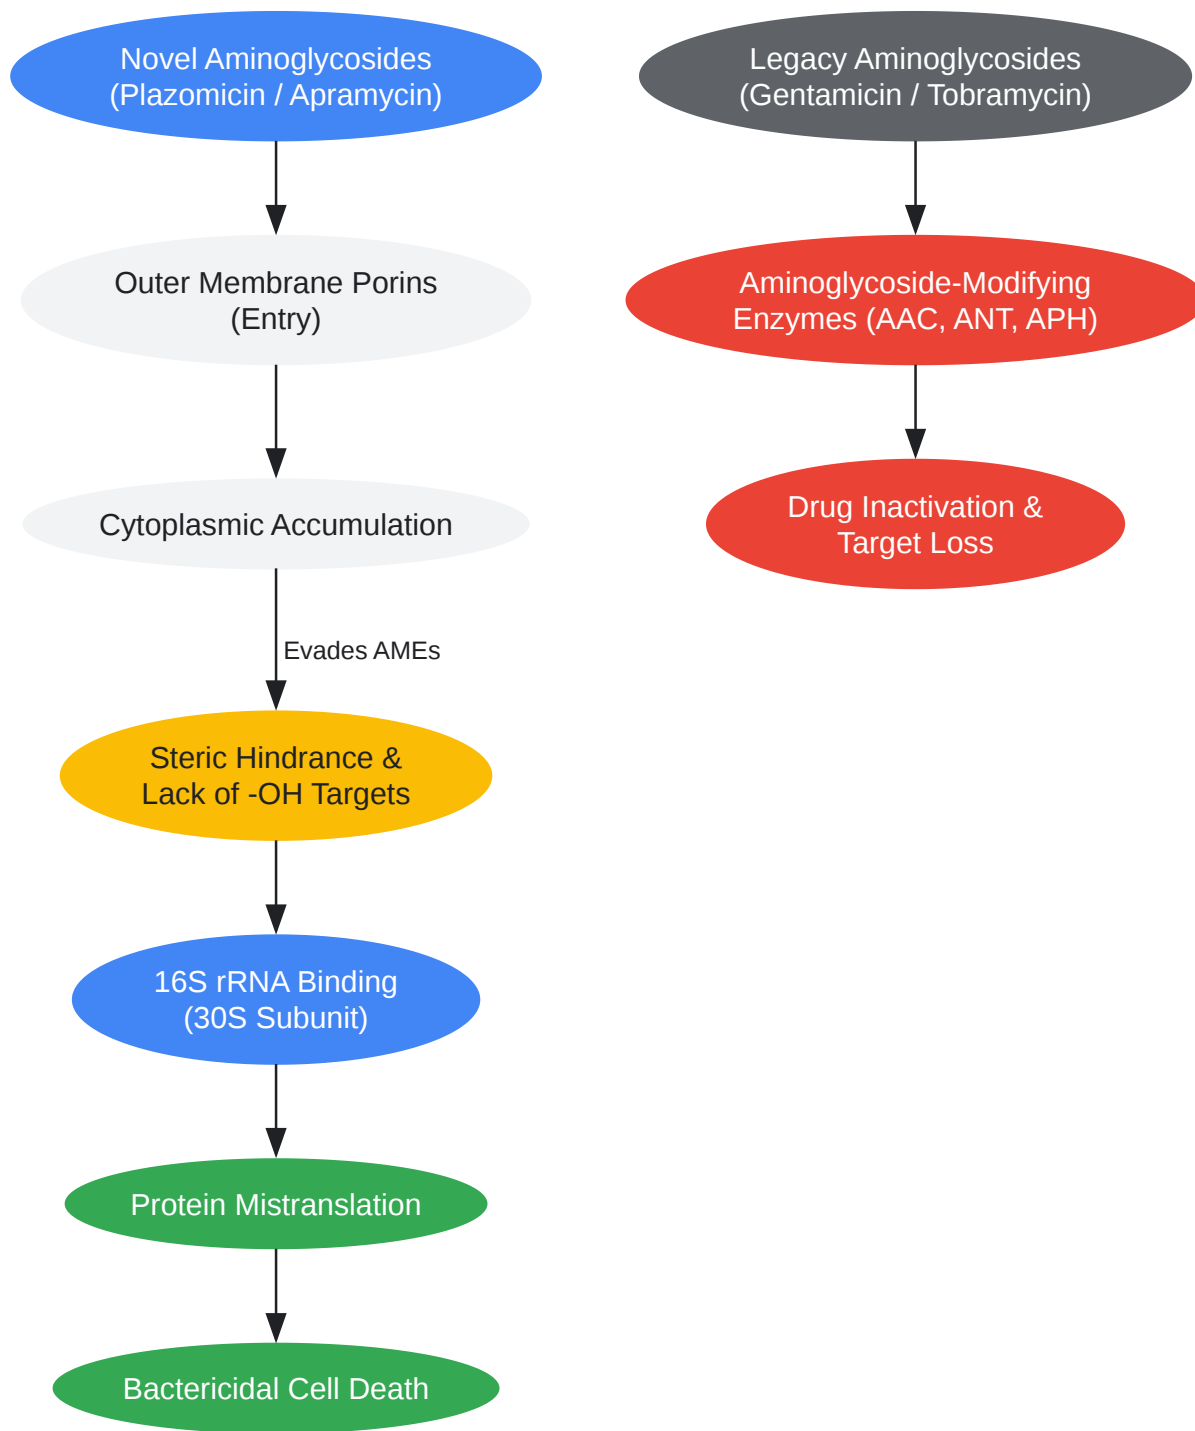 Novel Aminoglycosides
(Plazomicin / Apramycin)
Legacy Aminoglycosides
(Gentamicin / Tobramycin)
Outer Membrane Porins
(Entry)
Aminoglycoside-Modifying
Enzymes (AAC, ANT, APH)
Cytoplasmic Accumulation
Drug Inactivation &
Target Loss
Evades AMEs
Steric Hindrance &
Lack of -OH Targets
16S rRNA Binding
(30S Subunit)
Protein Mistranslation
Bactericidal Cell Death